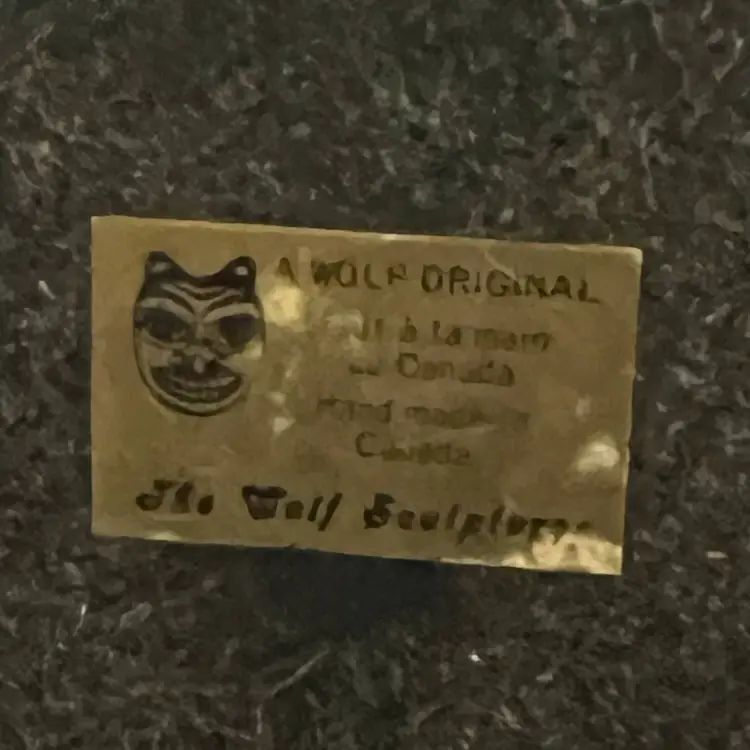 A WOLF ORIGINAL
à la main
au Canada
Hand made in
Canada
The Wolf Sculptures